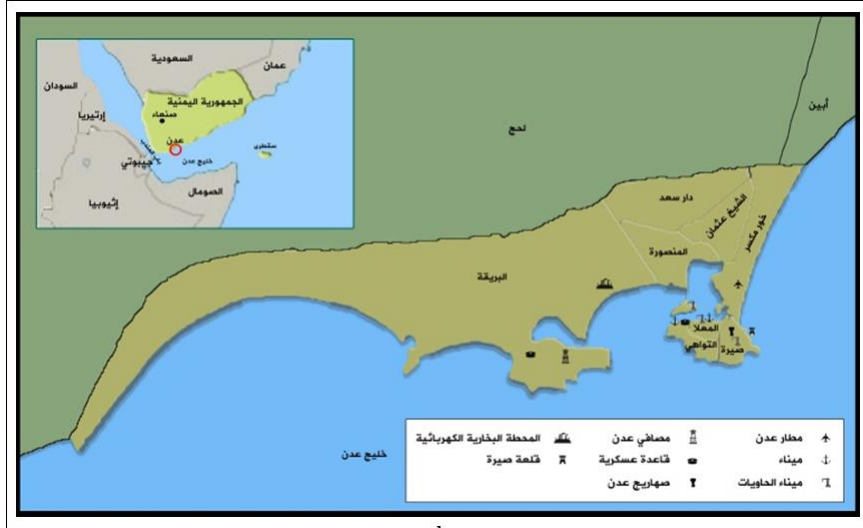 السعودية
عمان
السودان
الجمهورية اليمنية
صنعاء
إرتيريا
عدن
باب المندب
جيبوتي
خليج عدن
سقطرى
الصومال
إثيوبيا
أبين
لحج
دار سعد
الشيخ عثمان
خور مكسر
المنصورة
البريقة
المعلا
التواهي
صيرة
خليج عدن
مطار عدن
مصافي عدن
المحطة البخارية الكهربائية
ميناء
قاعدة عسكرية
قلعة صيرة
ميناء الحاويات
صهاريج عدن